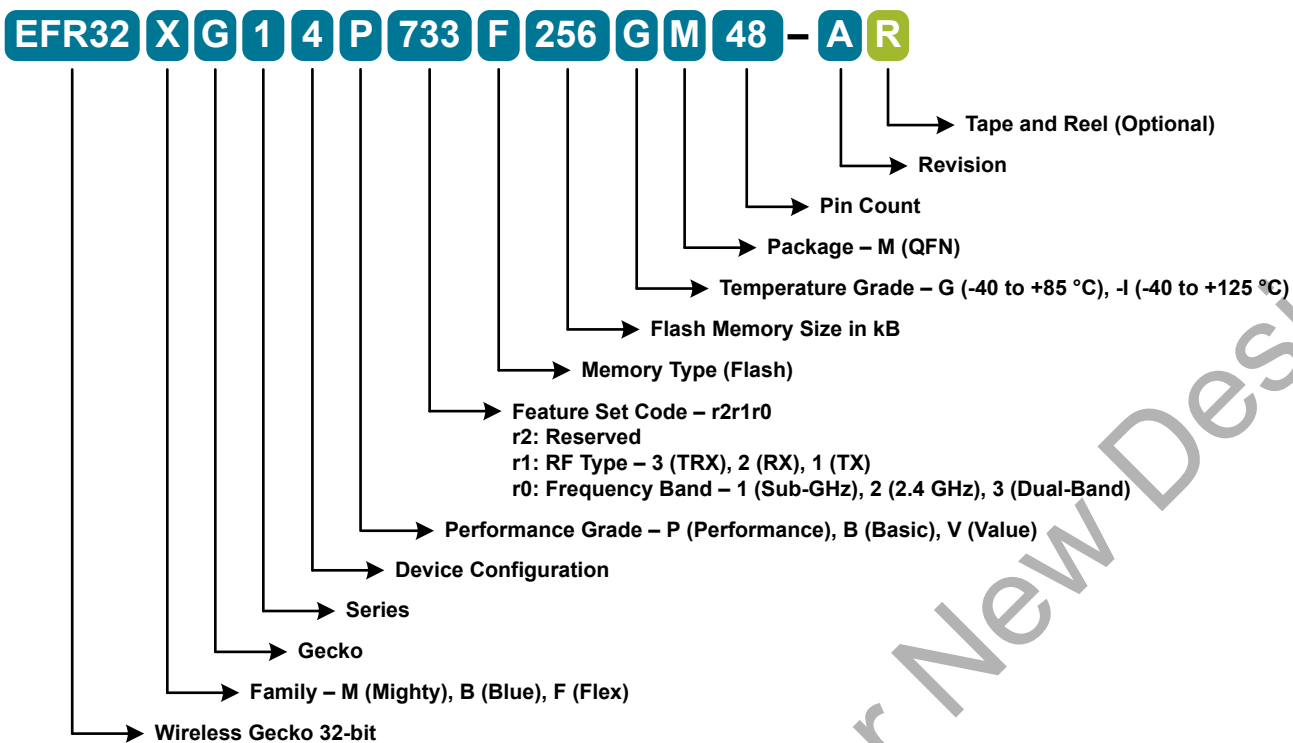 EFR32 X G 1 4 P 733 F 256 G M 48 – A R
Tape and Reel (Optional)
Revision
Pin Count
Package – M (QFN)
Temperature Grade – G (-40 to +85 °C), -I (-40 to +125 °C)
Flash Memory Size in kB
Memory Type (Flash)
Feature Set Code – r2r1r0
r2: Reserved
r1: RF Type – 3 (TRX), 2 (RX), 1 (TX)
r0: Frequency Band – 1 (Sub-GHz), 2 (2.4 GHz), 3 (Dual-Band)
Performance Grade – P (Performance), B (Basic), V (Value)
Device Configuration
Series
Gecko
Family – M (Mighty), B (Blue), F (Flex)
Wireless Gecko 32-bit
New